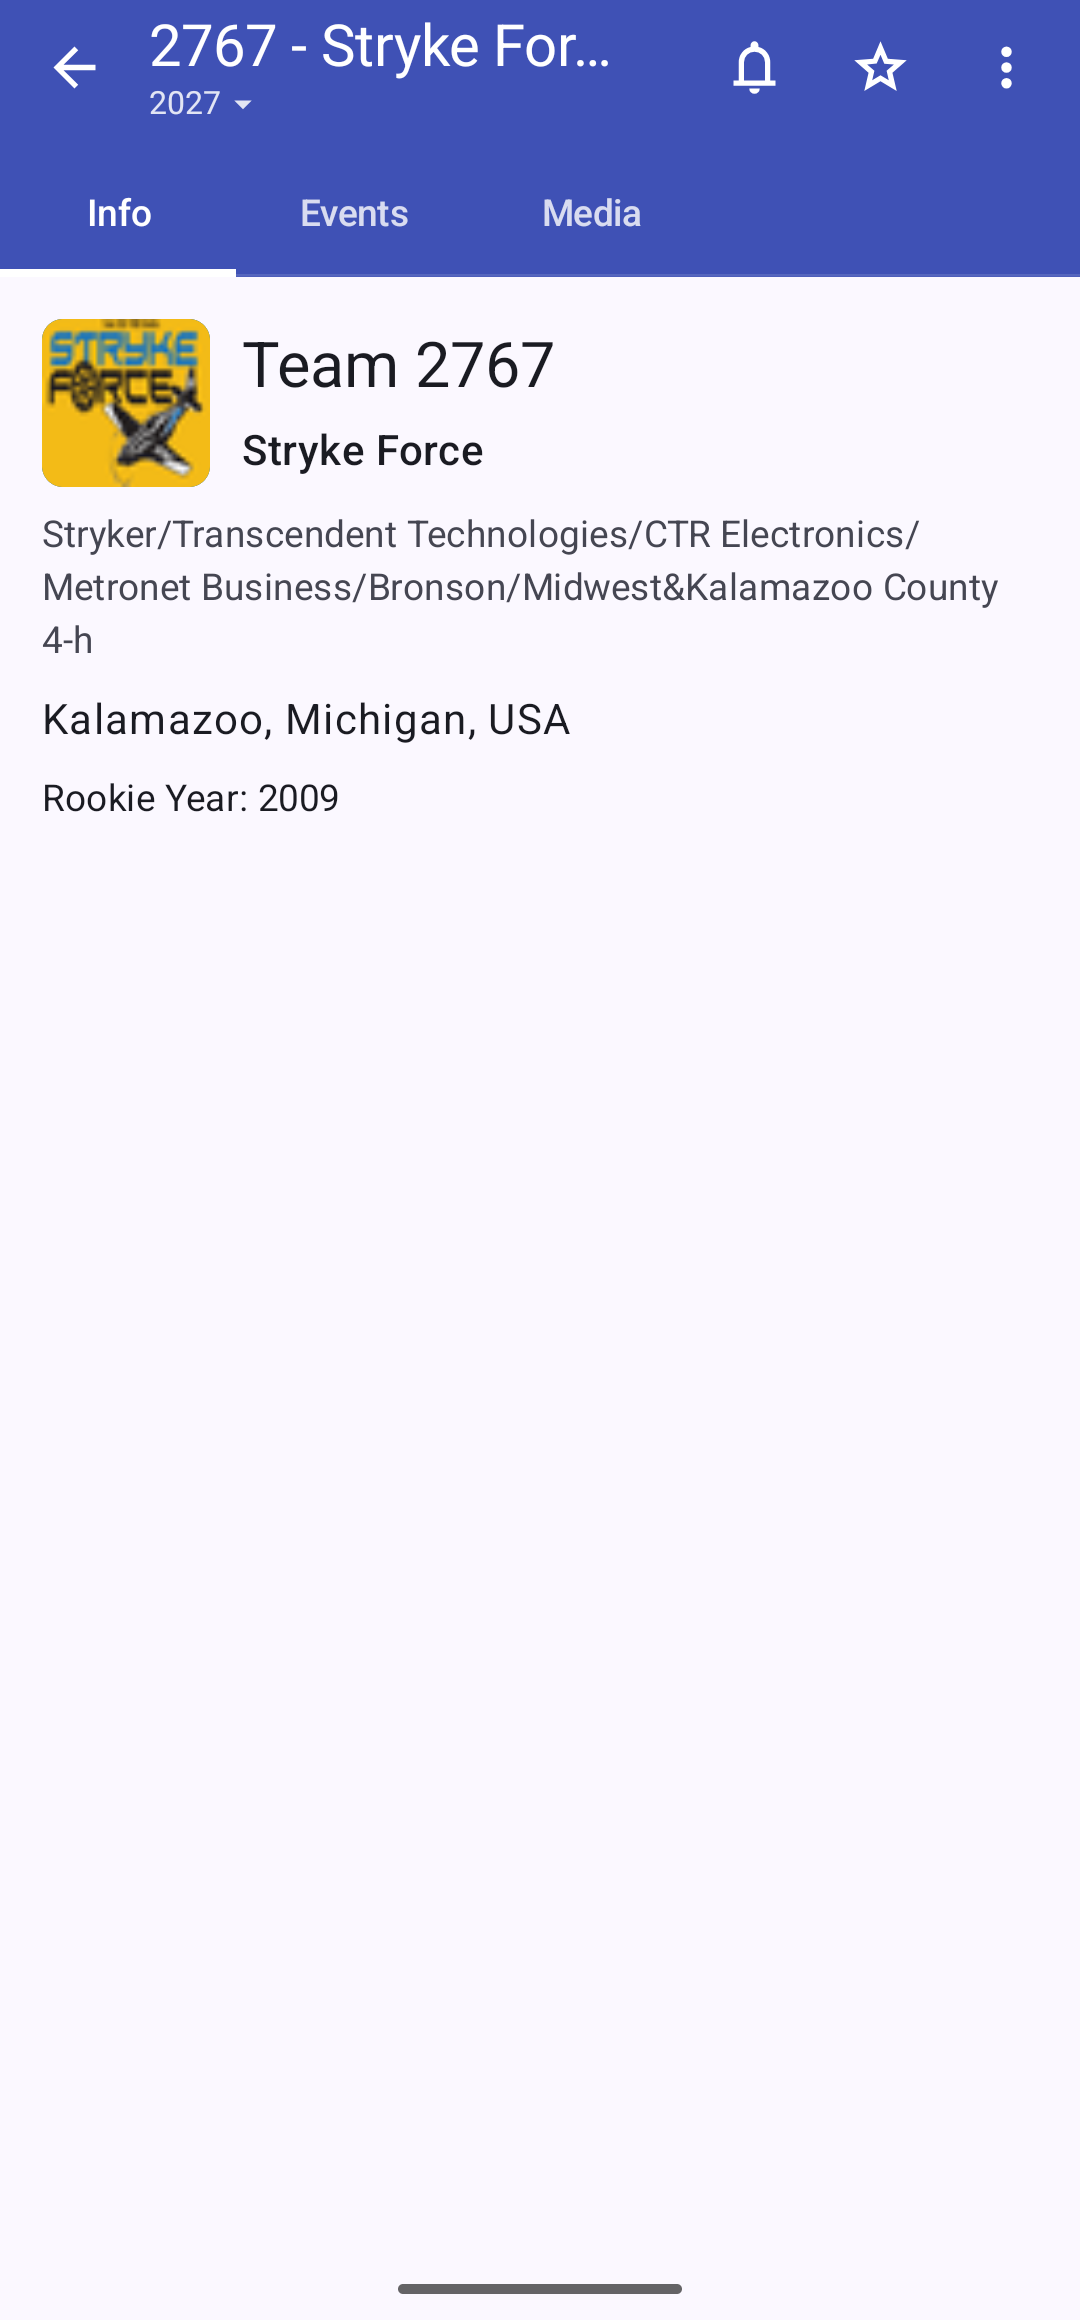 2767 - Stryke For...
2027
Info
Events
Media
STRYKE
FORCE
Team 2767
Stryke Force
Stryker/Transcendent Technologies/CTR Electronics/
Metronet Business/Bronson/Midwest&Kalamazoo County
4-h
Kalamazoo, Michigan, USA
Rookie Year: 2009